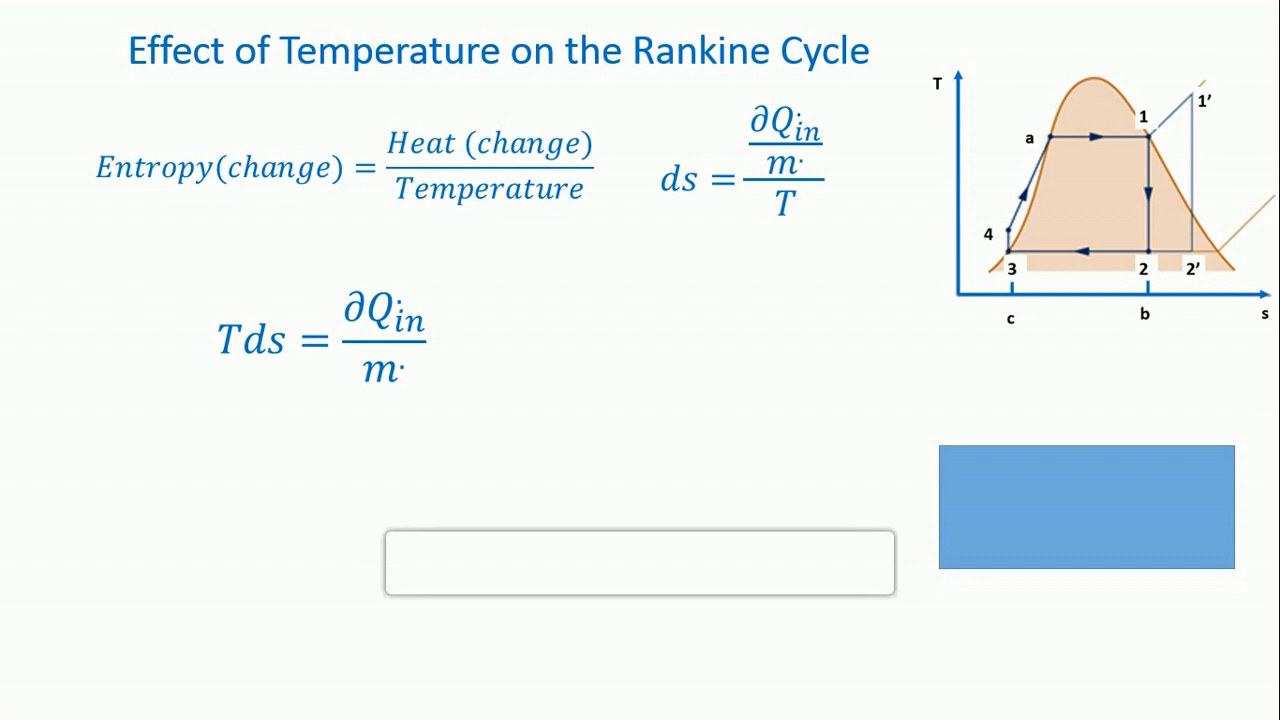 Effect of Temperature on the Rankine Cycle
Entropy(change) = Heat (change) / Temperature
ds = ∂Q̇in / ṁ / T
Tds = ∂Q̇in / ṁ
T
1
1′
a
4
3
2
2′
c
b
s